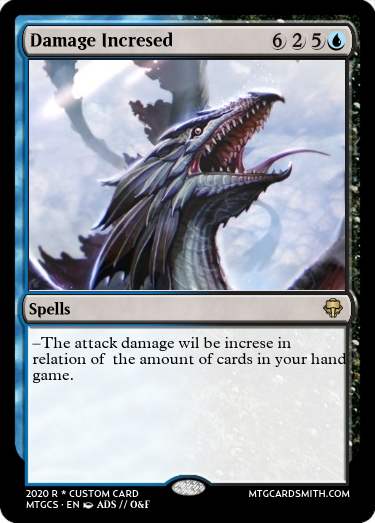 Damage Incresed 6 2 5
Spells
–The attack damage wil be increse in
relation of the amount of cards in your hand
game.
2020 R * CUSTOM CARD MTGCARDSMITH.COM
MTGCS · EN ADS // O&F